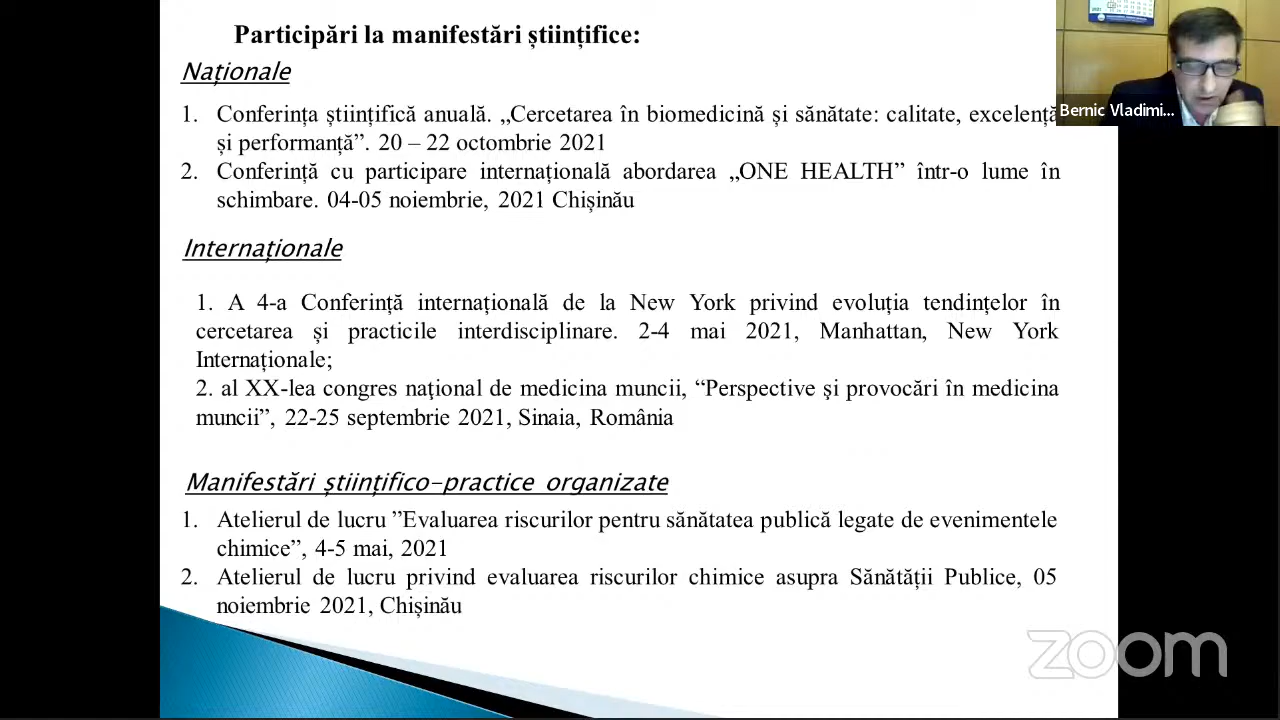 Participări la manifestări științifice:
Naționale
1. Conferința științifică anuală. „Cercetarea în biomedicină și sănătate: calitate, excelență
și performanță”. 20 – 22 octombrie 2021
2. Conferință cu participare internațională abordarea „ONE HEALTH” într-o lume în
schimbare. 04-05 noiembrie, 2021 Chișinău
Internaționale
1. A 4-a Conferință internațională de la New York privind evoluția tendințelor în
cercetarea și practicile interdisciplinare. 2-4 mai 2021, Manhattan, New York
Internaționale;
2. al XX-lea congres naţional de medicina muncii, “Perspective şi provocări în medicina
muncii”, 22-25 septembrie 2021, Sinaia, România
Manifestări științifico-practice organizate
1. Atelierul de lucru ”Evaluarea riscurilor pentru sănătatea publică legate de evenimentele
chimice”, 4-5 mai, 2021
2. Atelierul de lucru privind evaluarea riscurilor chimice asupra Sănătății Publice, 05
noiembrie 2021, Chișinău
Bernic Vladimi...
zoom